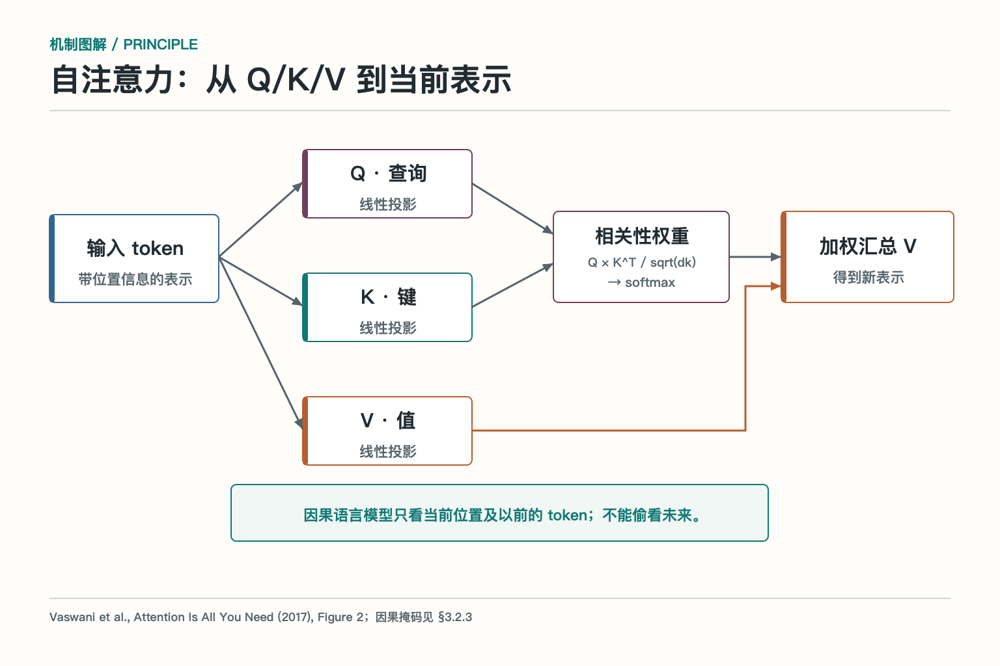 机制图解 / PRINCIPLE
自注意力：从 Q/K/V 到当前表示
输入 token
带位置信息的表示
Q · 查询
线性投影
K · 键
线性投影
V · 值
线性投影
相关性权重
Q × K^T / sqrt(dk)
→ softmax
加权汇总 V
得到新表示
因果语言模型只看当前位置及以前的 token；不能偷看未来。
Vaswani et al., Attention Is All You Need (2017), Figure 2；因果掩码见 §3.2.3